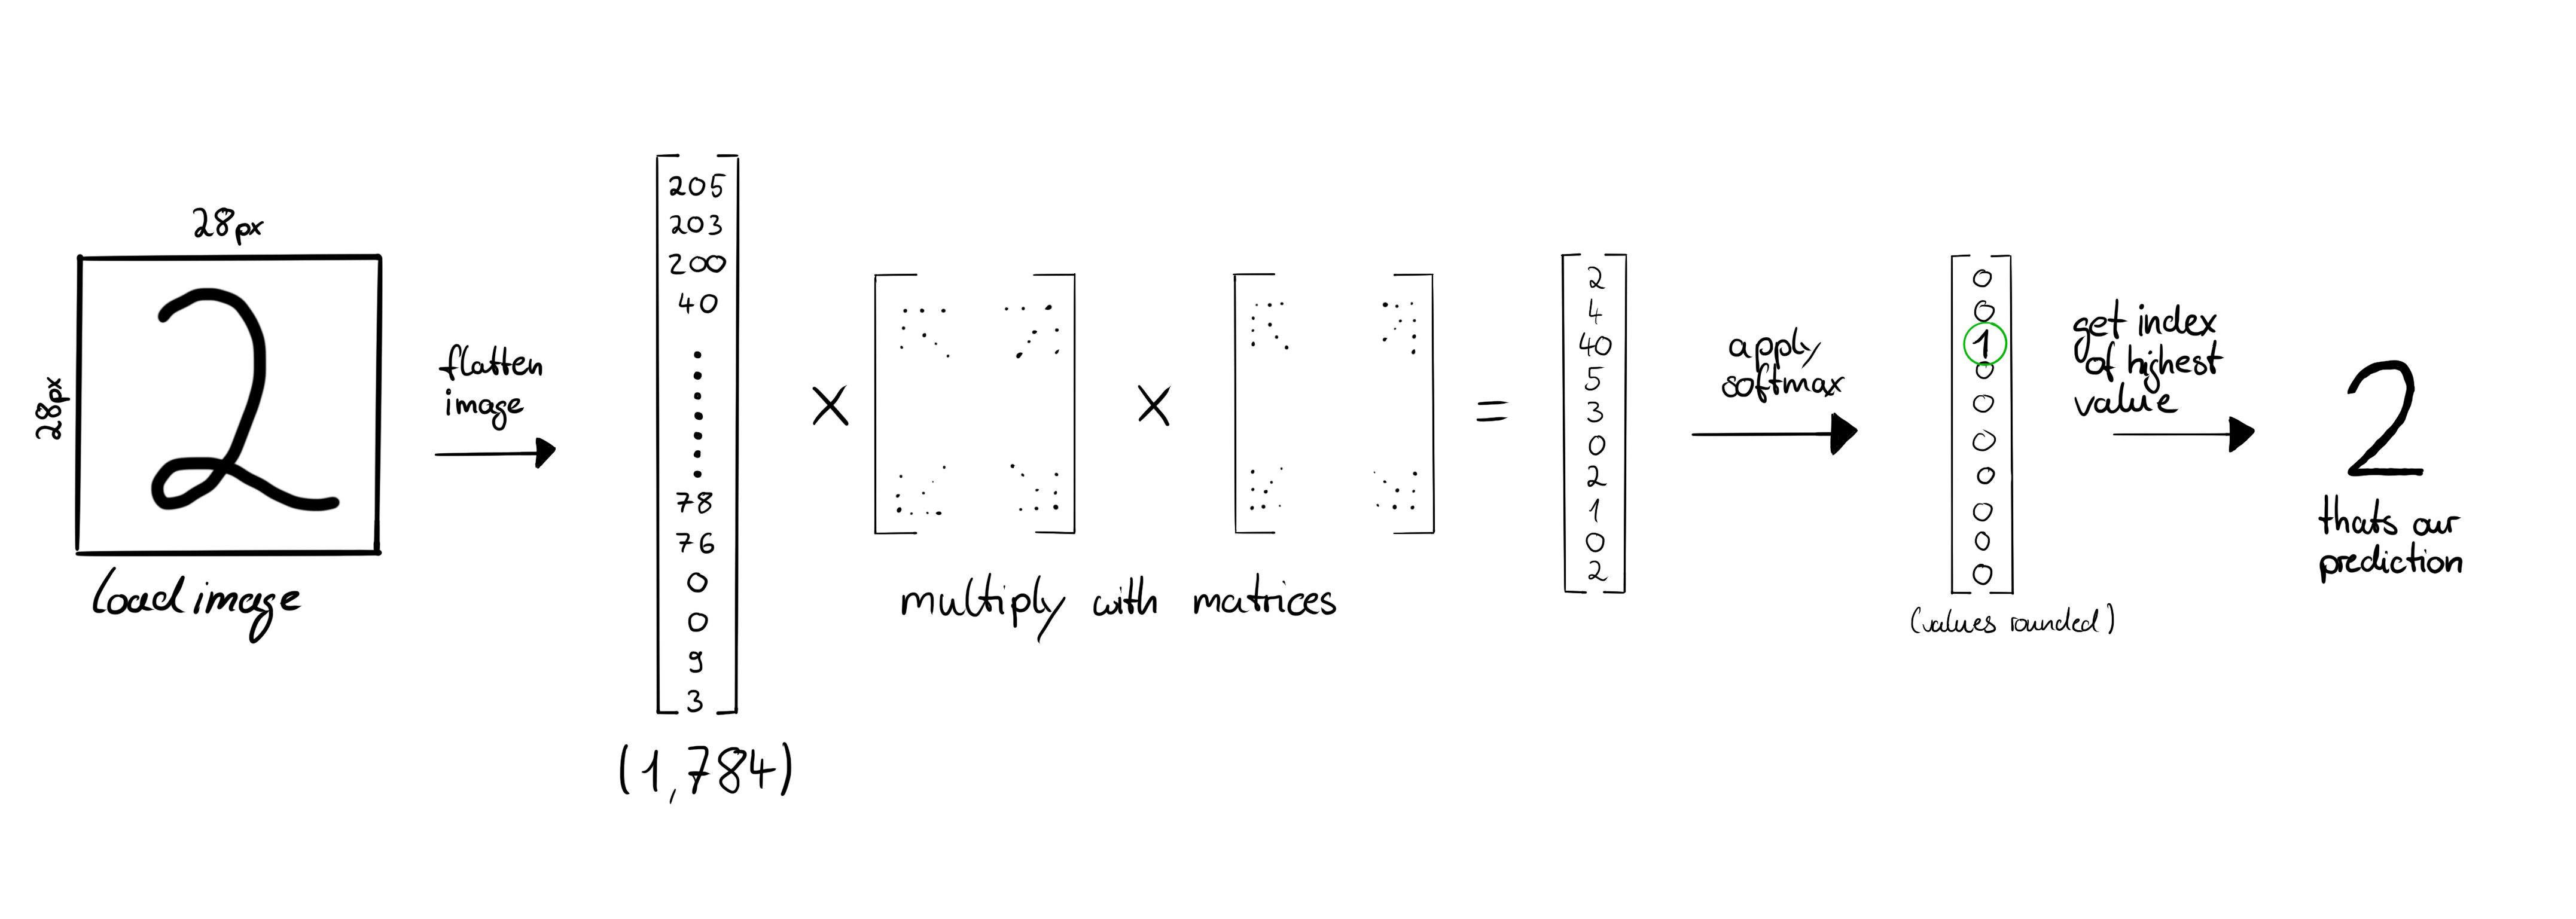 28px
28px
2
Load image
flatten
image
205
203
200
40
78
76
0
0
9
3
(1,784)
×
×
multiply with matrices
=
2
4
40
5
3
0
2
1
0
2
apply
softmax
0
0
1
0
0
0
0
0
0
0
(values rounded)
get index
of highest
value
2
thats our
prediction